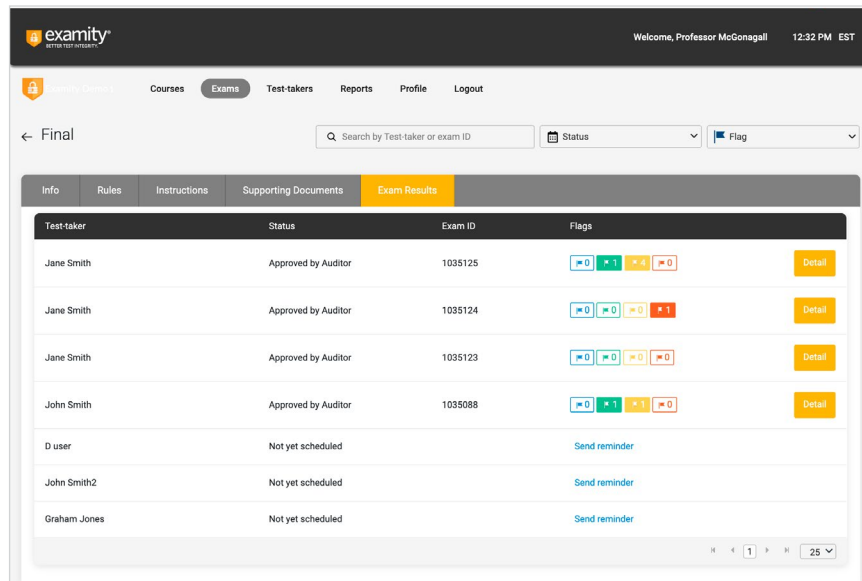 examity®
BETTER TEST INTEGRITY.
Welcome, Professor McGonagall 12:32 PM EST
Courses Exams Test-takers Reports Profile Logout
← Final
Search by Test-taker or exam ID Status Flag
Info Rules Instructions Supporting Documents Exam Results
Test-taker Status Exam ID Flags
Jane Smith Approved by Auditor 1035125 0 1 4 0 Detail
Jane Smith Approved by Auditor 1035124 0 0 0 1 Detail
Jane Smith Approved by Auditor 1035123 0 0 0 0 Detail
John Smith Approved by Auditor 1035088 0 1 1 0 Detail
D user Not yet scheduled Send reminder
John Smith2 Not yet scheduled Send reminder
Graham Jones Not yet scheduled Send reminder
1 25